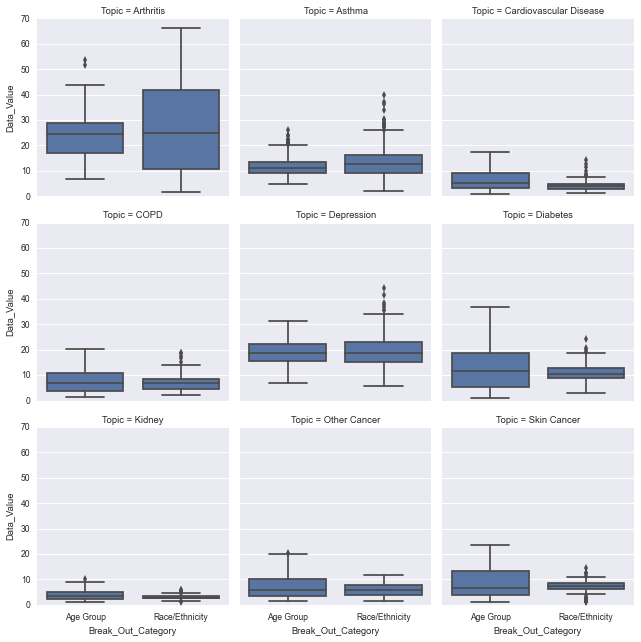 Topic = Arthritis
Topic = Asthma
Topic = Cardiovascular Disease
70
60
50
40
30
20
10
0
Data_Value
Topic = COPD
Topic = Depression
Topic = Diabetes
70
60
50
40
30
20
10
0
Data_Value
Topic = Kidney
Topic = Other Cancer
Topic = Skin Cancer
70
60
50
40
30
20
10
0
Data_Value
Age Group
Race/Ethnicity
Break_Out_Category
Age Group
Race/Ethnicity
Break_Out_Category
Age Group
Race/Ethnicity
Break_Out_Category